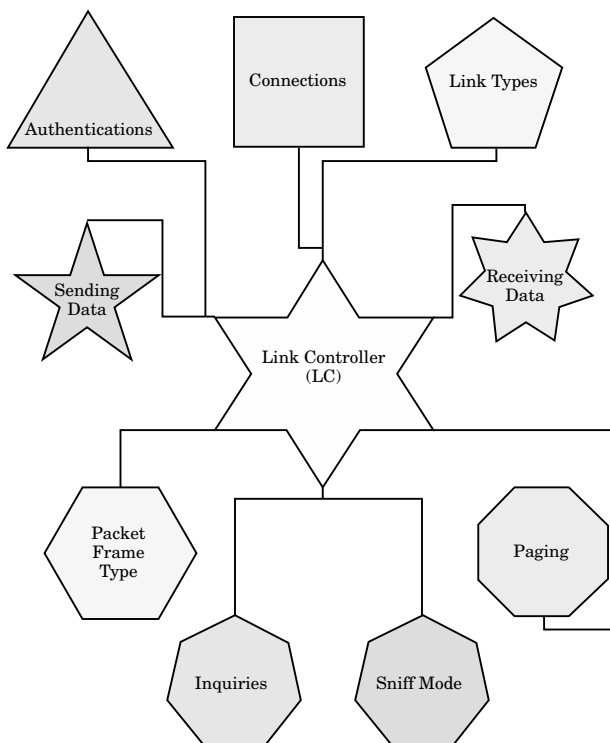 Authentications
Connections
Link Types
Sending
Data
Receiving
Data
Link Controller
(LC)
Packet
Frame
Type
Paging
Inquiries
Sniff Mode